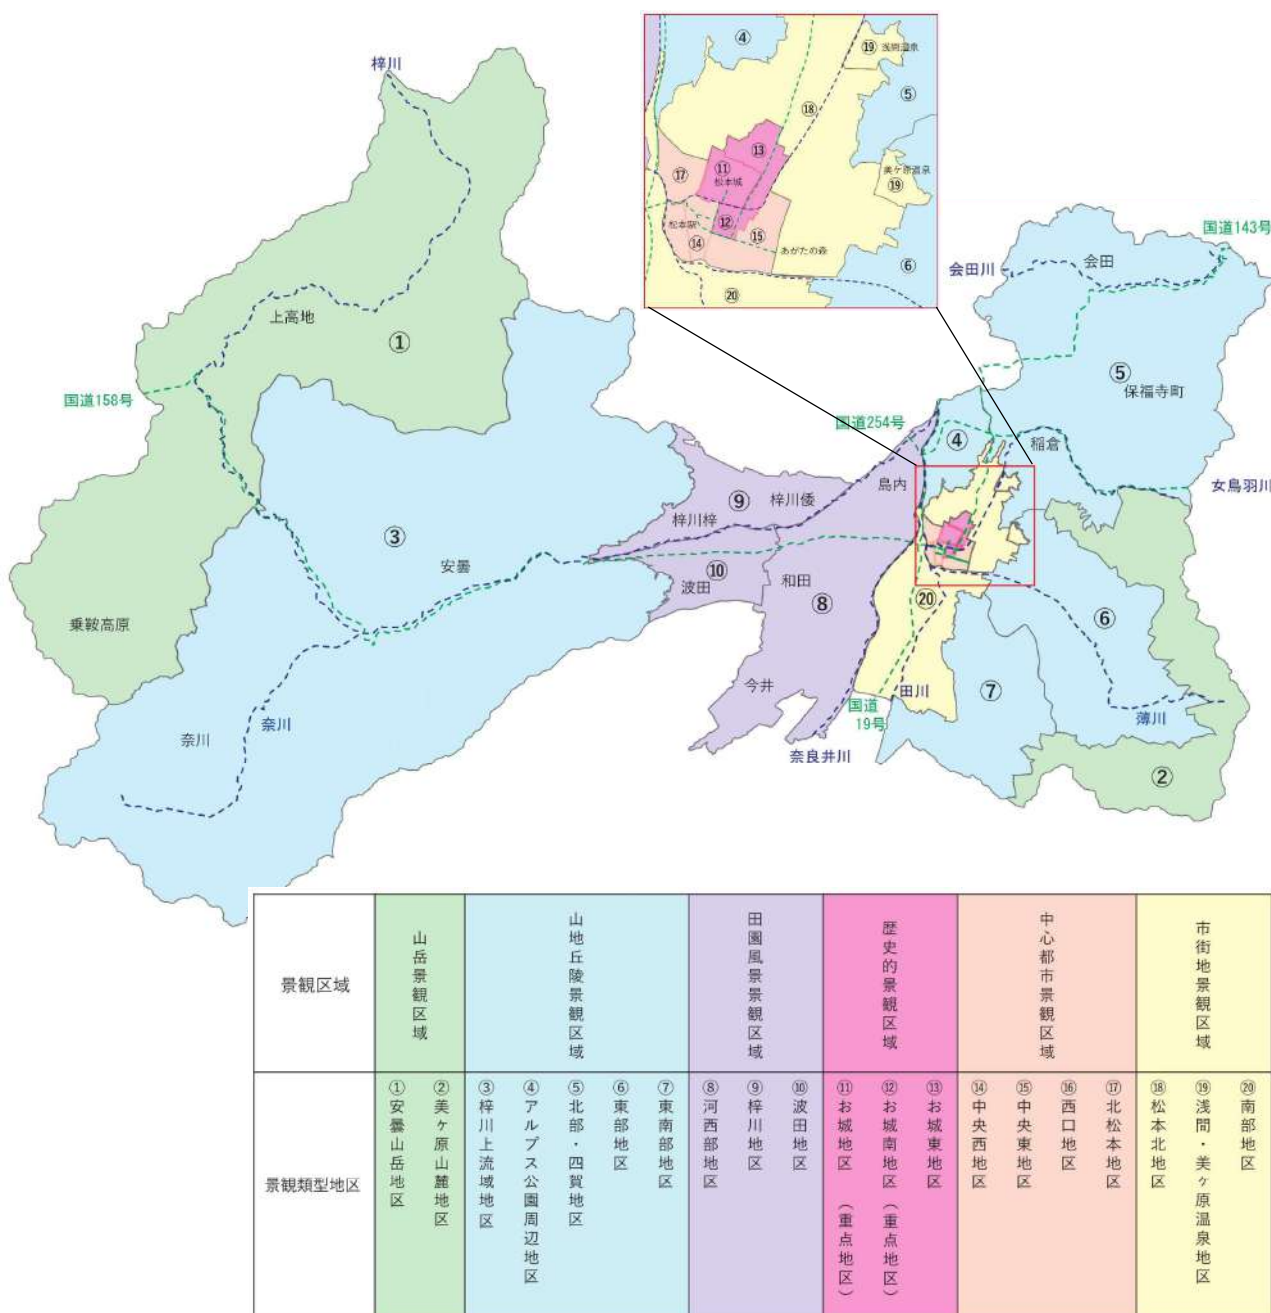 梓川
④
⑲ 浅間温泉
⑤
⑱
⑬
⑪
松本城
⑰
美ケ原温泉
⑲
⑫
松本駅
⑭
⑮
あがたの森
⑥
⑳
国道143号
会田川
会田
上高地
①
国道158号
⑤
保福寺町
国道254号
④
稲倉
女鳥羽川
島内
⑨
梓川倭
梓川梓
③
安曇
⑩
波田
和田
⑧
⑳
⑥
乗鞍高原
今井
⑦
国道
19号
田川
薄川
奈川
奈川
奈良井川
②
景観区域
山岳景観区域
山地丘陵景観区域
田園風景景観区域
歴史的景観区域
中心都市景観区域
市街地景観区域
景観類型地区
①安曇山岳地区
②美ヶ原山麓地区
③梓川上流域地区
④アルプス公園周辺地区
⑤北部・四賀地区
⑥東部地区
⑦東南部地区
⑧河西部地区
⑨梓川地区
⑩波田地区
⑪お城地区（重点地区）
⑫お城南地区（重点地区）
⑬お城東地区
⑭中央西地区
⑮中央東地区
⑯西口地区
⑰北松本地区
⑱松本北地区
⑲浅間・美ヶ原温泉地区
⑳南部地区